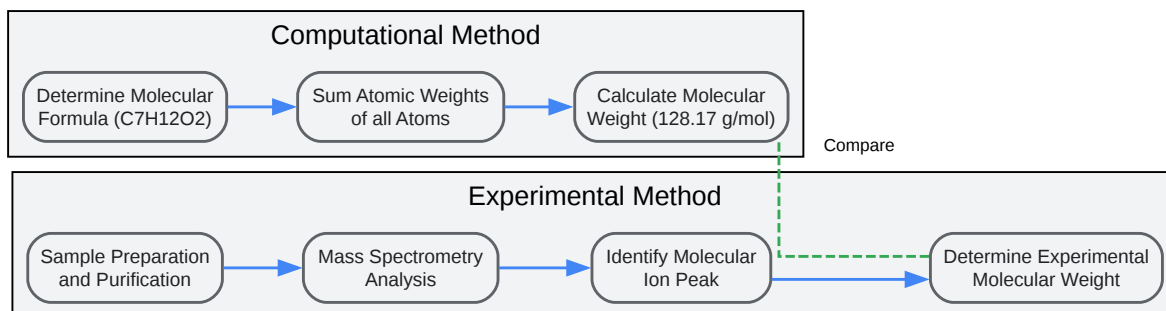 Computational Method
Determine Molecular
Formula (C7H12O2)
Sum Atomic Weights
of all Atoms
Calculate Molecular
Weight (128.17 g/mol)
Compare
Experimental Method
Sample Preparation
and Purification
Mass Spectrometry
Analysis
Identify Molecular
Ion Peak
Determine Experimental
Molecular Weight